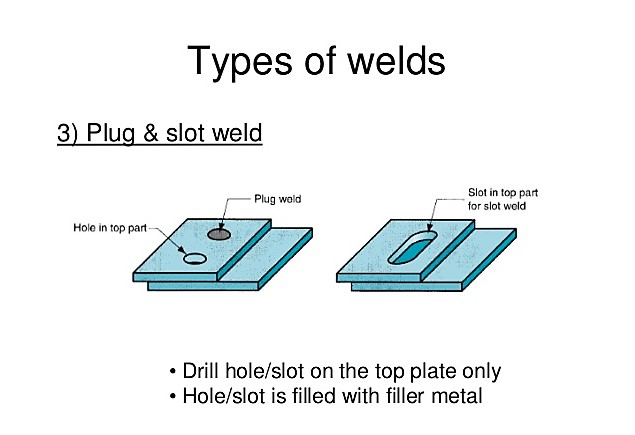 Types of welds
3) Plug & slot weld
Plug weld
Hole in top part
Slot in top part
for slot weld
• Drill hole/slot on the top plate only
• Hole/slot is filled with filler metal